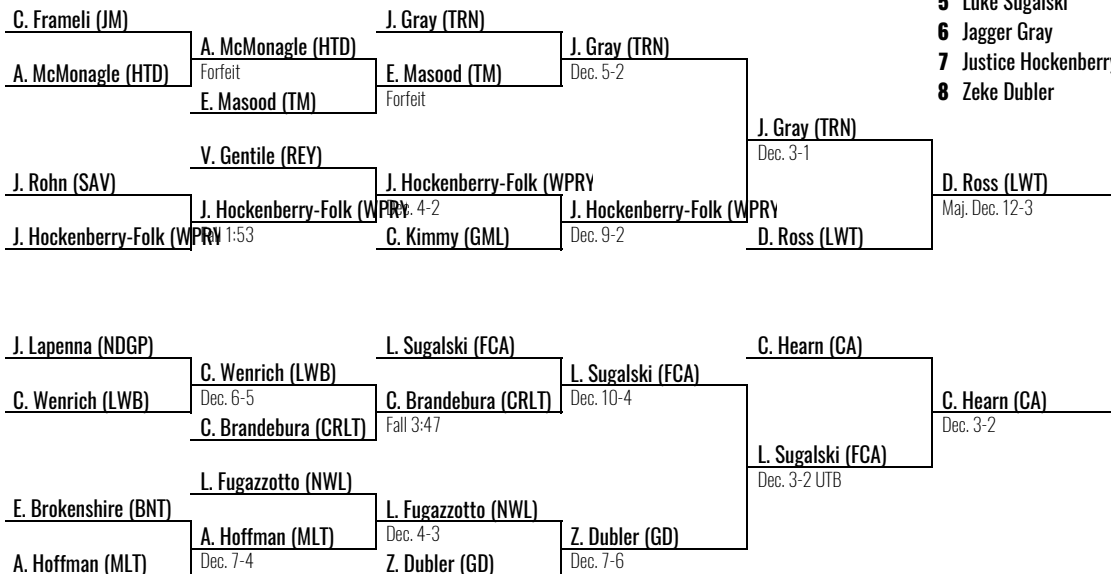 5 Luke Sugalski
6 Jagger Gray
7 Justice Hockenberry
8 Zeke Dubler
C. Frameli (JM)
A. McMonagle (HTD)
A. McMonagle (HTD)
Forfeit
E. Masood (TM)
J. Gray (TRN)
E. Masood (TM)
Forfeit
J. Gray (TRN)
Dec. 5-2
J. Gray (TRN)
Dec. 3-1
V. Gentile (REY)
J. Rohn (SAV)
J. Hockenberry-Folk (WPRY
J. Hockenberry-Folk (WPRY
1:53
J. Hockenberry-Folk (WPRY
Dec. 4-2
C. Kimmy (GML)
J. Hockenberry-Folk (WPRY
Dec. 9-2
D. Ross (LWT)
D. Ross (LWT)
Maj. Dec. 12-3
J. Lapenna (NDGP)
C. Wenrich (LWB)
C. Wenrich (LWB)
Dec. 6-5
C. Brandebura (CRLT)
L. Sugalski (FCA)
C. Brandebura (CRLT)
Fall 3:47
L. Sugalski (FCA)
Dec. 10-4
C. Hearn (CA)
C. Hearn (CA)
Dec. 3-2
L. Sugalski (FCA)
Dec. 3-2 UTB
L. Fugazzotto (NWL)
E. Brokenshire (BNT)
A. Hoffman (MLT)
A. Hoffman (MLT)
Dec. 7-4
L. Fugazzotto (NWL)
Dec. 4-3
Z. Dubler (GD)
Z. Dubler (GD)
Dec. 7-6